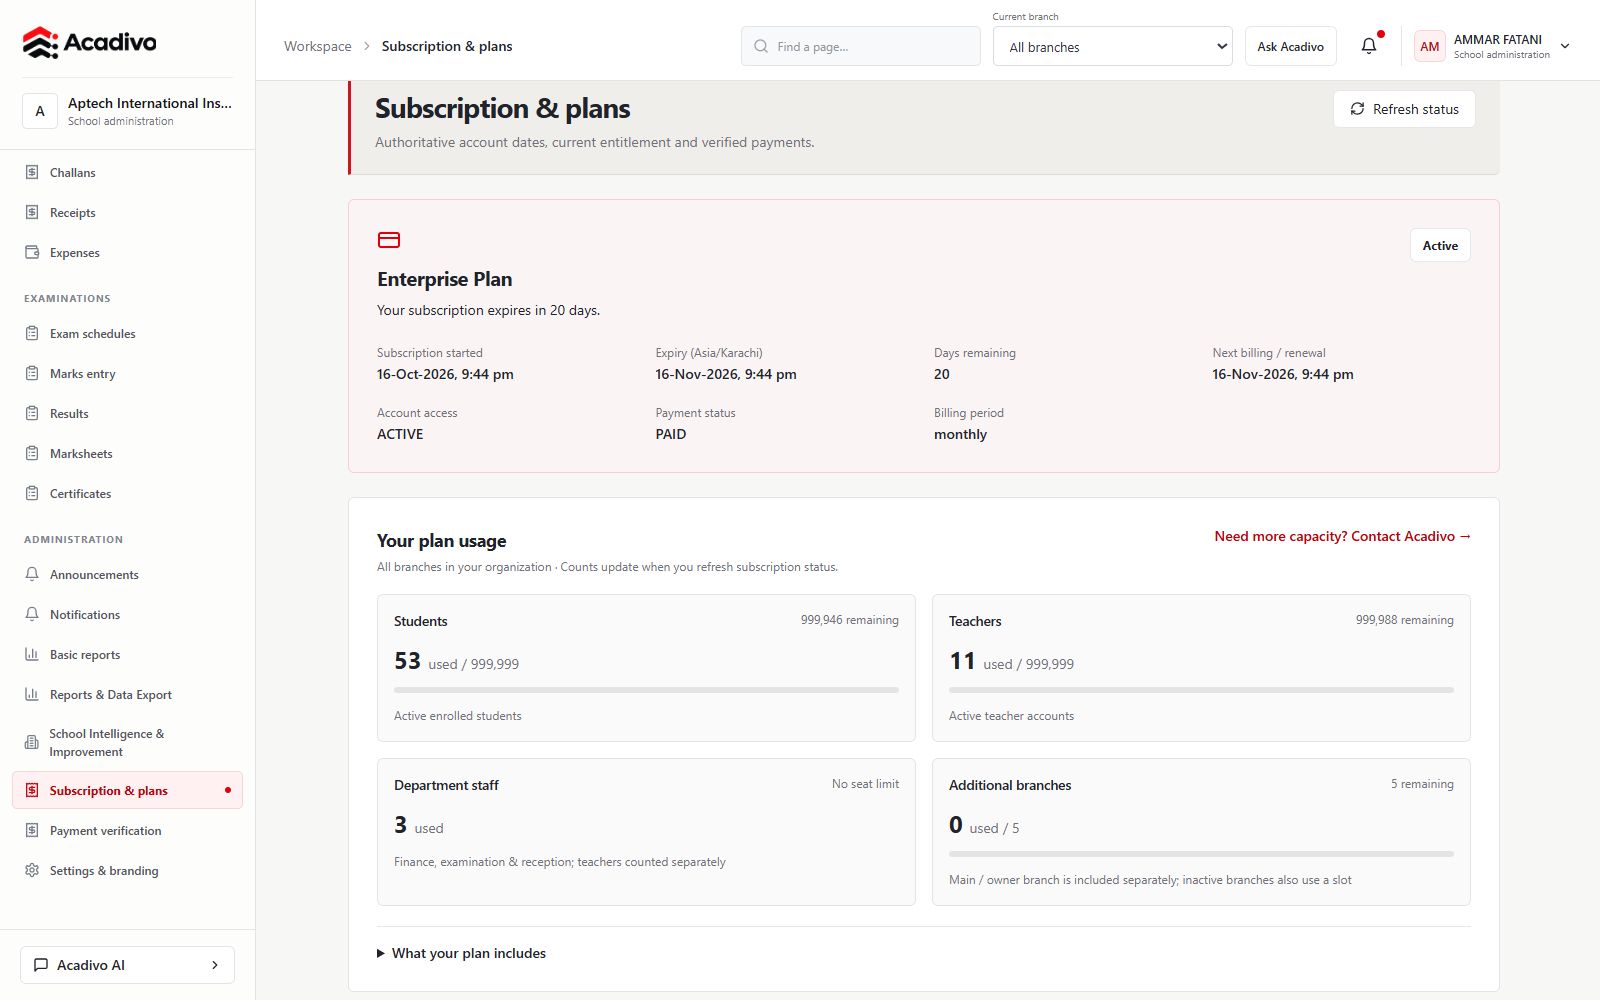 Acadivo
A
Aptech International Ins...
School administration
Challans
Receipts
Expenses
EXAMINATIONS
Exam schedules
Marks entry
Results
Marksheets
Certificates
ADMINISTRATION
Announcements
Notifications
Basic reports
Reports & Data Export
School Intelligence &
Improvement
Subscription & plans
Payment verification
Settings & branding
Acadivo AI
Workspace
Subscription & plans
Find a page...
Current branch
All branches
Ask Acadivo
AM
AMMAR FATANI
School administration
Subscription & plans
Authoritative account dates, current entitlement and verified payments.
Refresh status
Enterprise Plan
Active
Your subscription expires in 20 days.
Subscription started
16-Oct-2026, 9:44 pm
Expiry (Asia/Karachi)
16-Nov-2026, 9:44 pm
Days remaining
20
Next billing / renewal
16-Nov-2026, 9:44 pm
Account access
ACTIVE
Payment status
PAID
Billing period
monthly
Your plan usage
Need more capacity? Contact Acadivo →
All branches in your organization · Counts update when you refresh subscription status.
Students
999,946 remaining
53 used / 999,999
Active enrolled students
Teachers
999,988 remaining
11 used / 999,999
Active teacher accounts
Department staff
No seat limit
3 used
Finance, examination & reception; teachers counted separately
Additional branches
5 remaining
0 used / 5
Main / owner branch is included separately; inactive branches also use a slot
What your plan includes